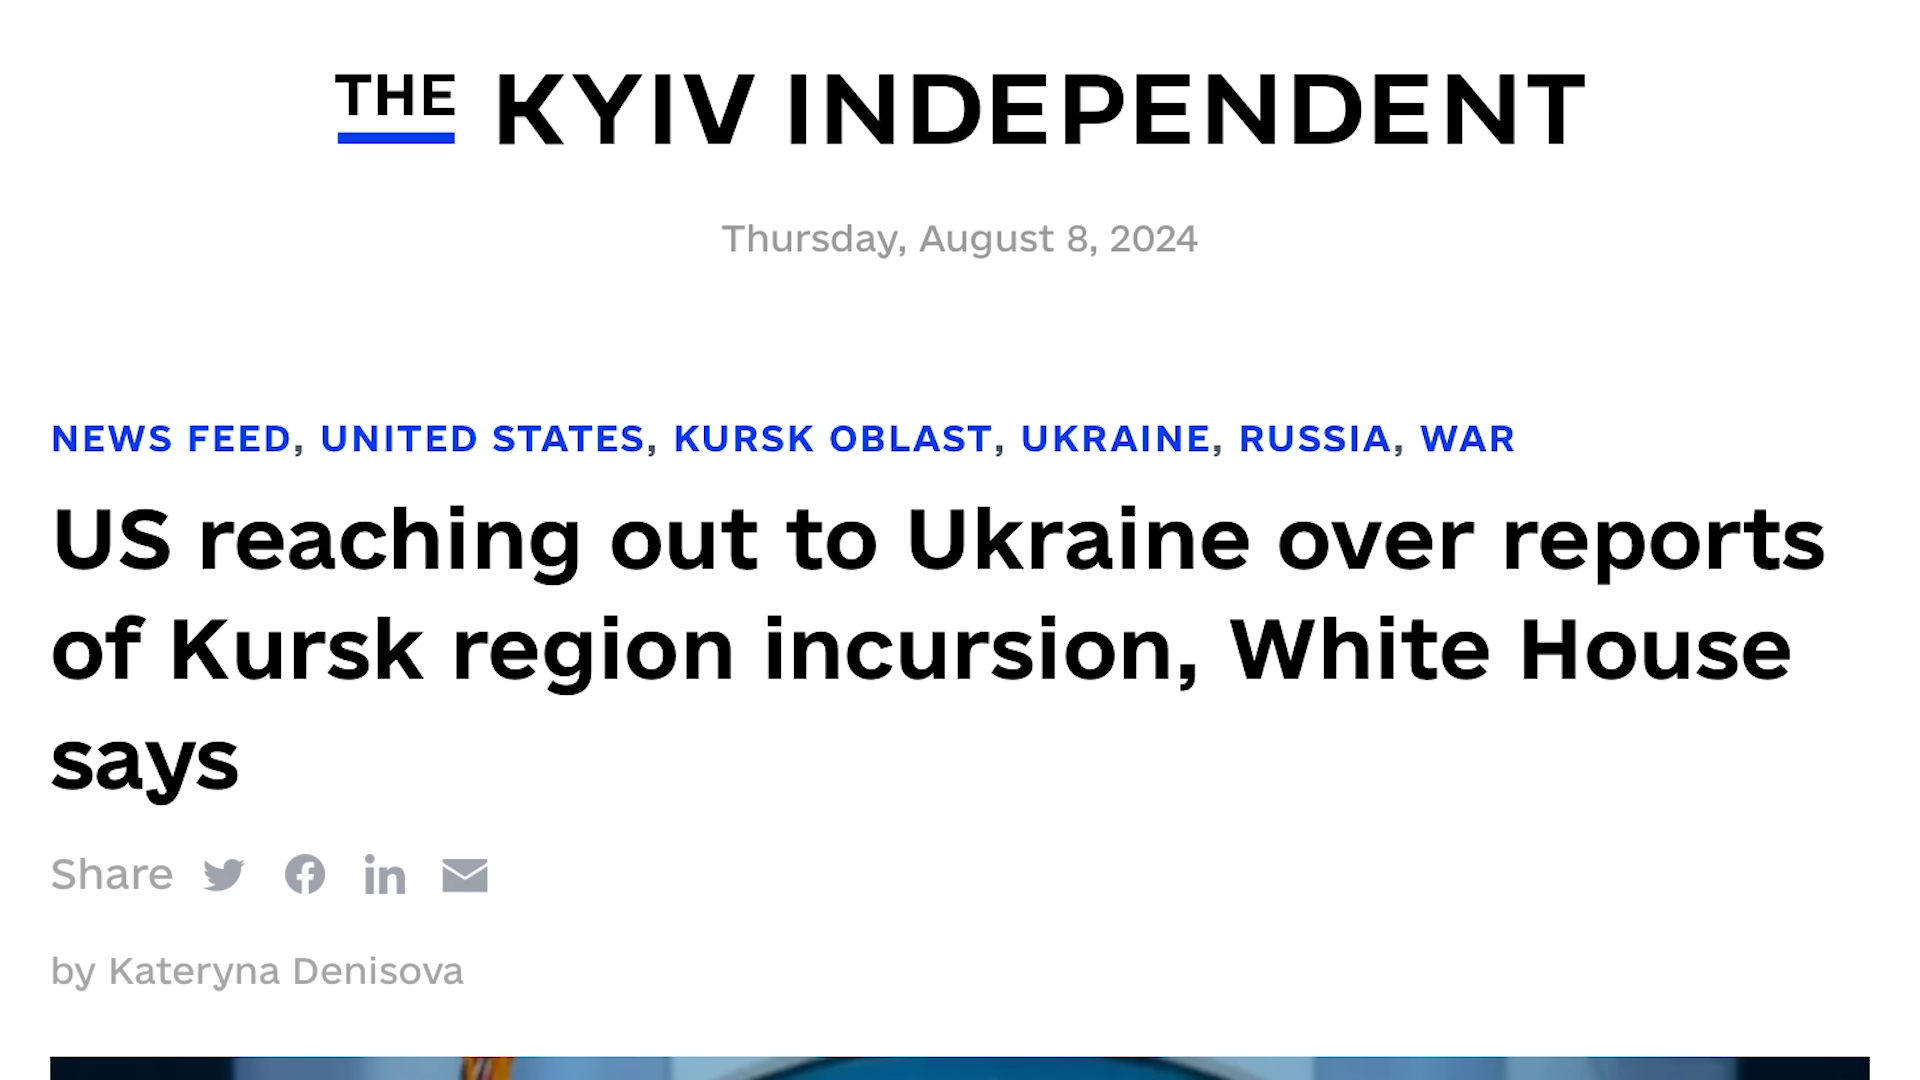 THE KYIV INDEPENDENT
Thursday, August 8, 2024
NEWS FEED, UNITED STATES, KURSK OBLAST, UKRAINE, RUSSIA, WAR
US reaching out to Ukraine over reports
of Kursk region incursion, White House
says
Share
by Kateryna Denisova